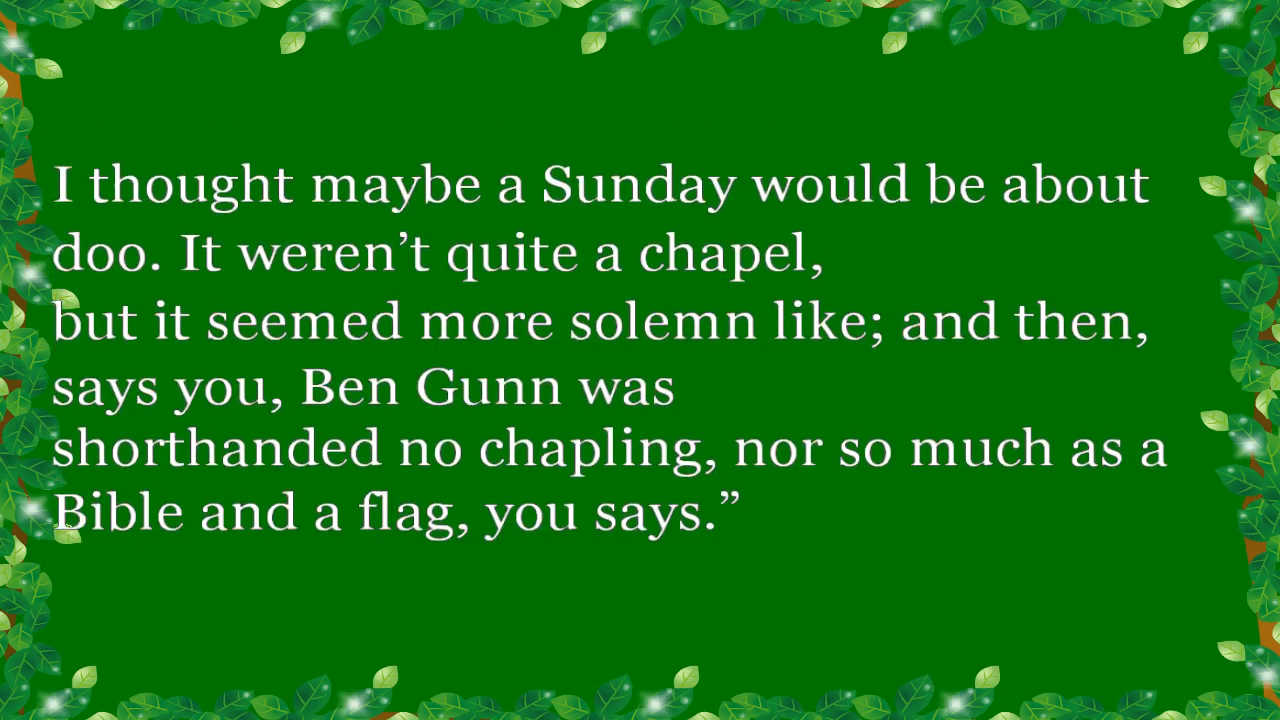 I thought maybe a Sunday would be about
doo. It weren’t quite a chapel,
but it seemed more solemn like; and then,
says you, Ben Gunn was
shorthanded no chapling, nor so much as a
Bible and a flag, you says.”